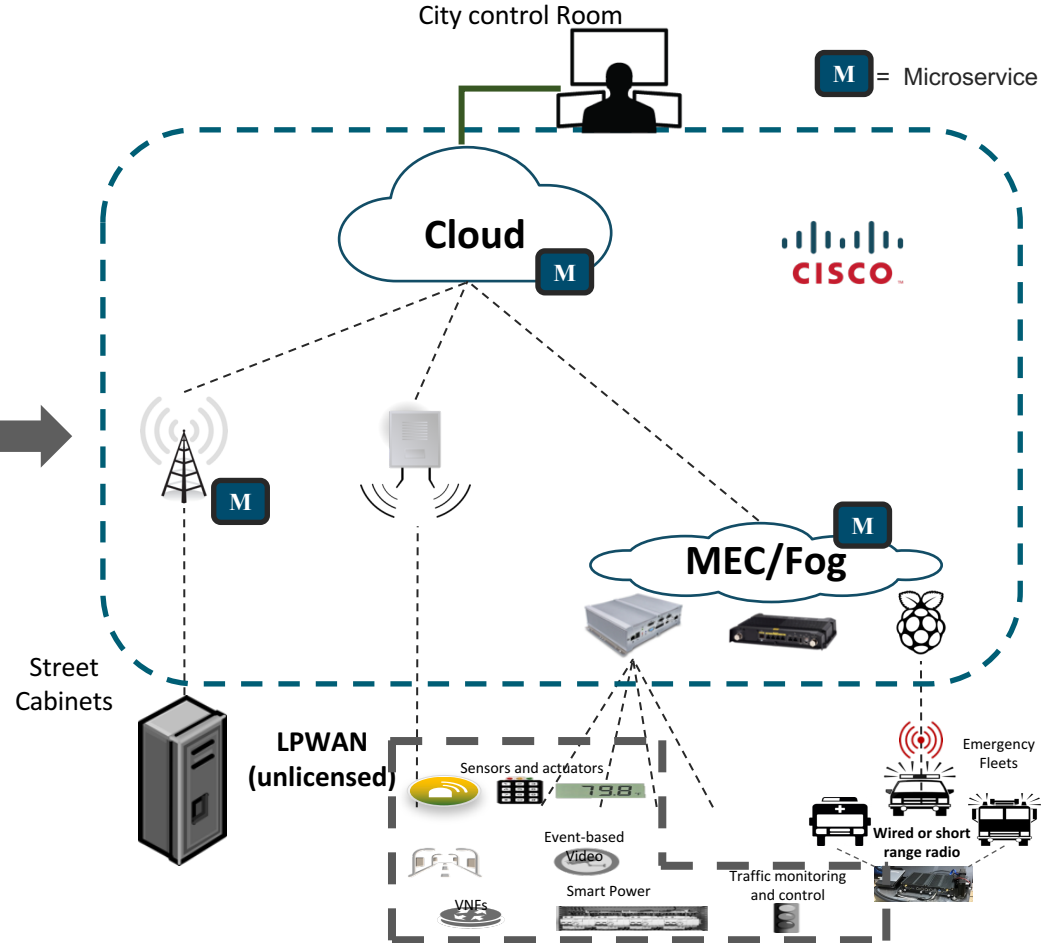 City control Room
M
= Microservice
Cloud
M
CISCO
M
M
MEC/Fog
Street
Cabinets
LPWAN
(unlicensed)
Sensors and actuators
79.8
Emergency
Fleets
Event-based
Video
Wired or short
range radio
Smart Power
Traffic monitoring
and control
VNFs